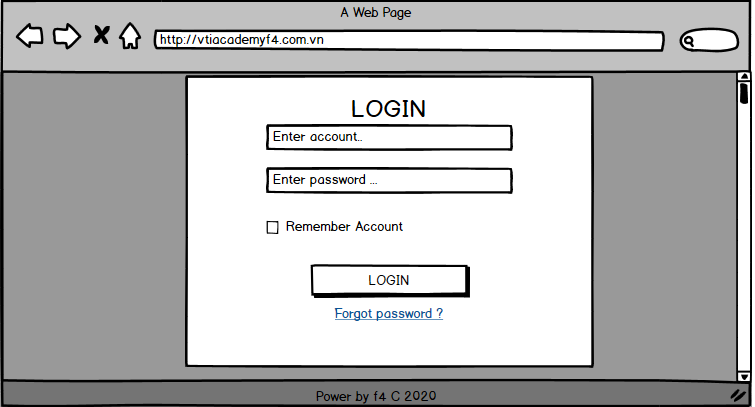 A Web Page
http://vtiacademyf4.com.vn
LOGIN
Enter account..
Enter password ...
Remember Account
LOGIN
Forgot password ?
Power by f4 C 2020